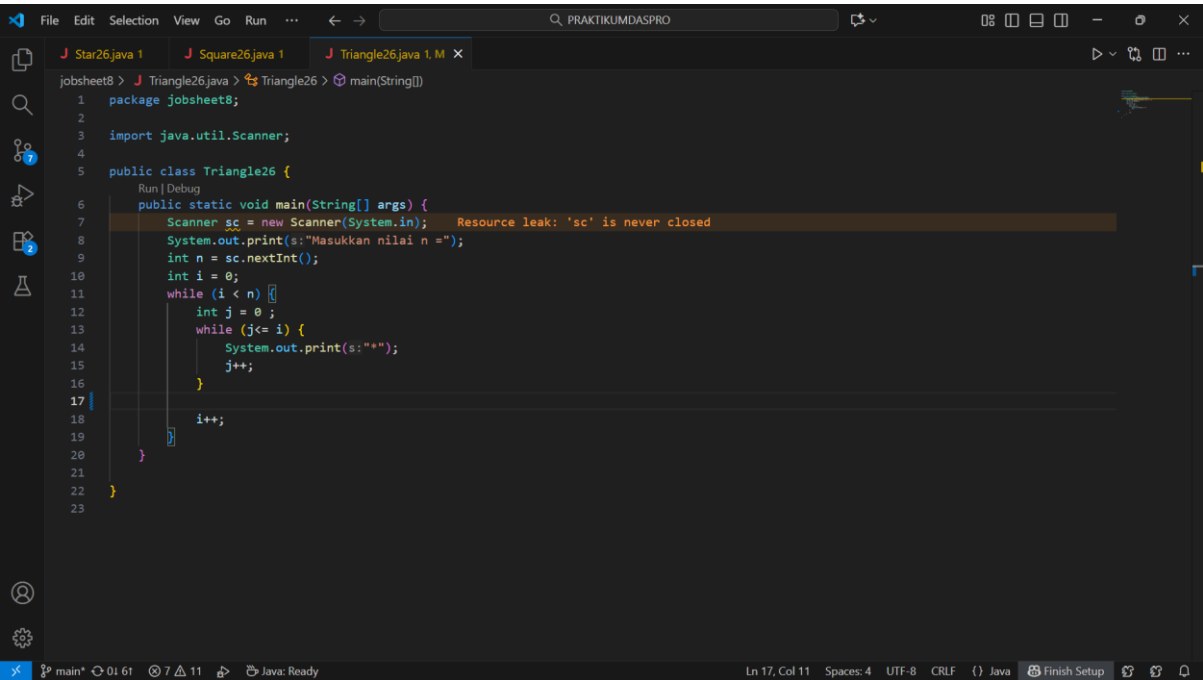 File Edit Selection View Go Run ··· ← → PRAKTIKUMDASPRO
J Star26.java 1 J Square26.java 1 J Triangle26.java 1, M ×
jobsheet8 > J Triangle26.java > Triangle26 > main(String[])
1 package jobsheet8;
2
3 import java.util.Scanner;
4
5 public class Triangle26 {
Run | Debug
6 public static void main(String[] args) {
7 Scanner sc = new Scanner(System.in); Resource leak: 'sc' is never closed
8 System.out.print(s:"Masukkan nilai n =");
9 int n = sc.nextInt();
10 int i = 0;
11 while (i < n) {
12 int j = 0 ;
13 while (j<= i) {
14 System.out.print(s:"*");
15 j++;
16 }
17
18 i++;
19 }
20 }
21
22 }
23
7
2
main* 0↓ 6↑ 7 11 Java: Ready Ln 17, Col 11 Spaces: 4 UTF-8 CRLF {} Java Finish Setup